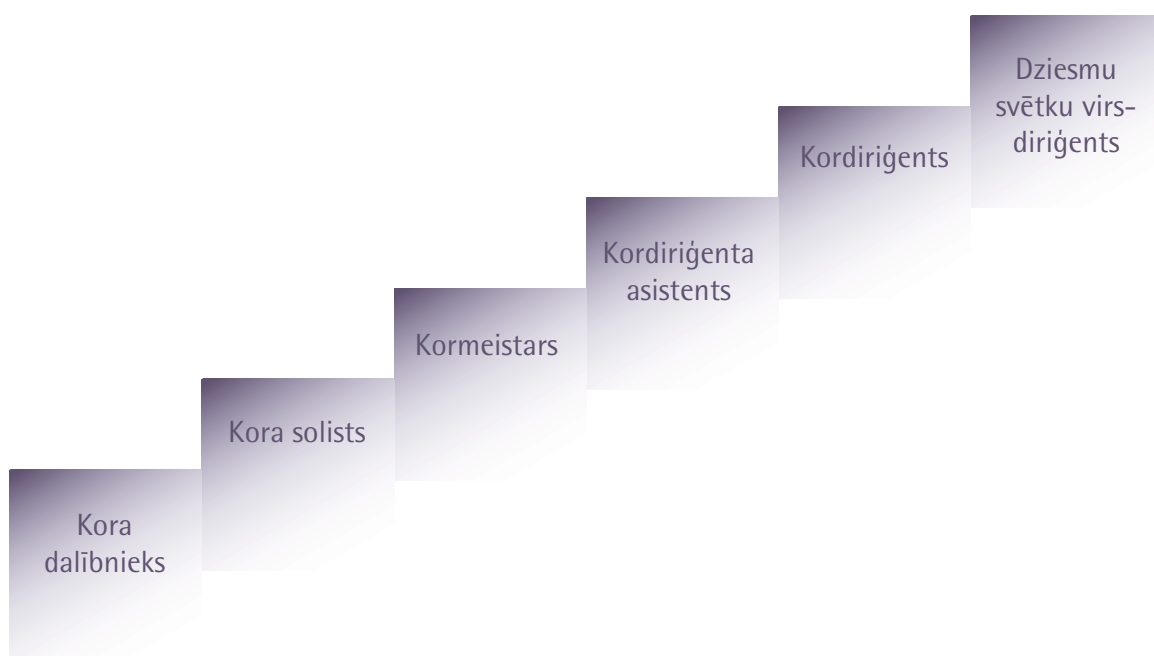 Dziesmu
svētku virs-
diriģents
Kordiriģents
Kordiriģenta
asistents
Kormeistars
Kora solists
Kora
dalībnieks